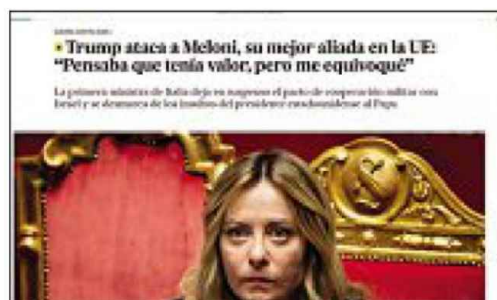 ▪ Trump ataca a Meloni, su mejor aliada en la UE:
“Pensaba que tenía valor, pero me equivoqué”
La primera ministra de Italia deja en suspenso el pacto de cooperación militar con
Israel y se desmarca de los insultos del presidente estadounidense al Papa